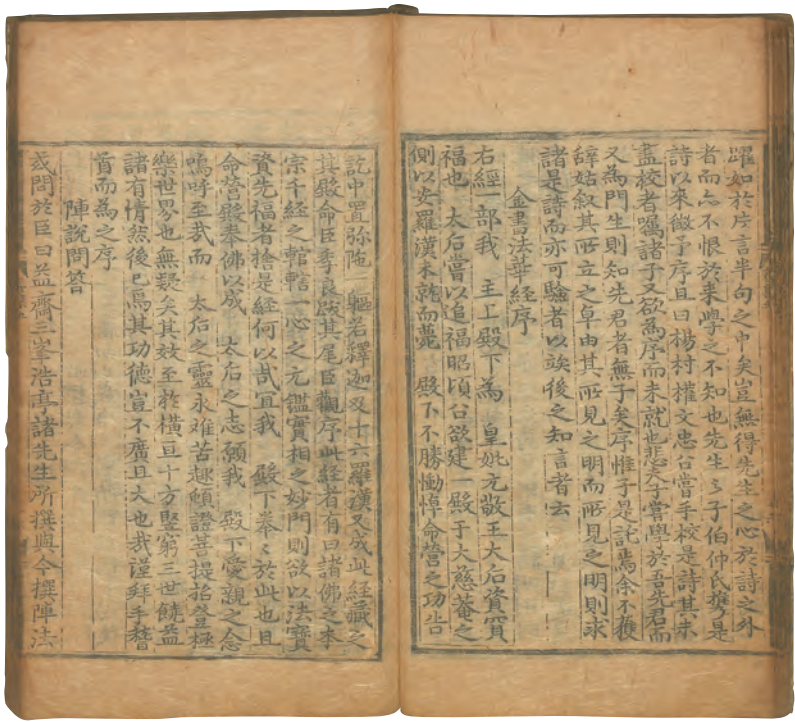 躍如於片言半句之中矣豈無得先生之心於詩之外
者而亦不恨於來學之不知也先生之子伯仲氏携是
詩以來徵予序且曰楊村權文忠公嘗手校是詩其未
盡校者囑諸子又欲爲序而未就也悲夫子嘗學於吾先君而
又爲門生則知先君者無子矣序惟子是託焉余不獲
辭姑叙其所立之卓由其所見之明而所見之明則求
諸是詩而亦可驗者以竢後之知言者云
金書法華經序
右經一部我 主上殿下爲 皇妣元敬王大后資冥
福也 太后嘗以追福昭頃公欲建一殿于大慈菴之
側以安羅漢未就而薨 殿下不勝慟悼命營之功告
訖中置弥陁 軀若釋迦及十六羅漢又成此經藏之
其殿命臣季良跋其尾臣觀序此經者有曰諸佛之本
宗千經之輨轄一心之元鑑實相之妙門則欲以法寶
資先福者捨是經何以哉宜我 殿下拳〻於此也且
命營殿奉佛以成 太后之志願我 殿下愛親之念
嗚呼至哉而 太后之靈永離苦趣頓證菩提抬登極
樂世界也無疑矣其效至於橫亘十方竪窮三世饒益
諸有情然後已焉其功德豈不廣且大也哉謹拜手稽
首而爲之序
陣說問荅
或問於臣曰益齋三峯浩亭諸先生所撰與今撰陣法